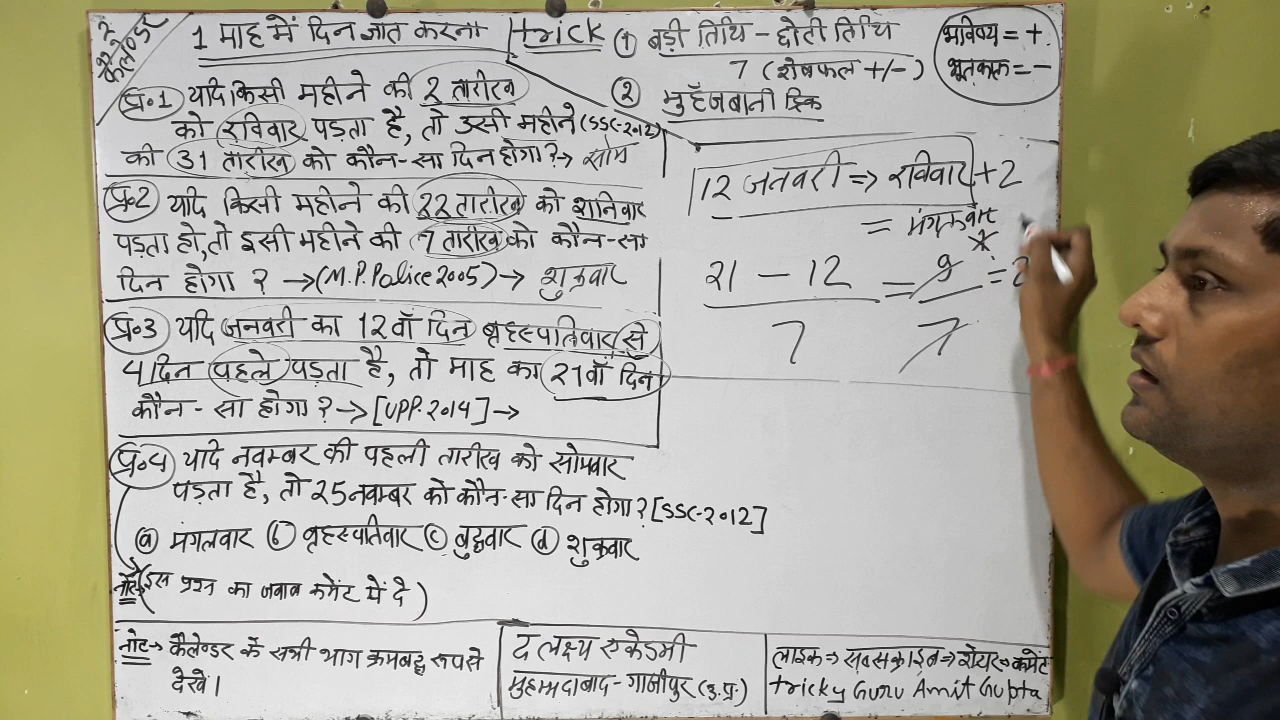 भाग 2
कैलेण्डर
1 माह में दिन ज्ञात करना
trick ① बड़ी तिथि - छोटी तिथि
7 (शेषफल +/-)
② मुहँजबानी ट्रिक
भविष्य = +
भूतकाल = -
प्र॰1 यदि किसी महीने की 2 तारीख
को रविवार पड़ता है, तो उसी महीने (SSC-2012)
की 31 तारीख को कौन-सा दिन होगा? → सोम
प्र॰2 यदि किसी महीने की 22 तारीख को शनिवार
पड़ता हो, तो इसी महीने की 7 तारीख को कौन-सा
दिन होगा ? → (M.P. Police 2005) → शुक्रवार
प्र॰3 यदि जनवरी का 12वाँ दिन बृहस्पतिवार से
4 दिन पहले पड़ता है, तो माह का 21वाँ दिन
कौन-सा होगा ? → [UPP. 2014] →
प्र॰4 यदि नवम्बर की पहली तारीख को सोमवार
पड़ता है, तो 25 नवम्बर को कौन-सा दिन होगा? [SSC-2012]
ⓐ मंगलवार ⓑ बृहस्पतिवार ⓒ बुद्धवार ⓓ शुक्रवार
नोट (इस प्रश्न का जवाब कमेंट में दे)
12 जनवरी ⇒ रविवार + 2
= मंगलवार
21 - 12 = 9 = 2
7 7
नोट → कैलेण्डर के सभी भाग क्रमबद्ध रूप से
देखें।
द लक्ष्य एकेडमी
मुहम्मदाबाद - गाजीपुर (उ.प्र.)
लाइक ⇒ सबसक्राइब ⇒ शेयर ⇒ कमेंट
tricky Guru Amit Gupta